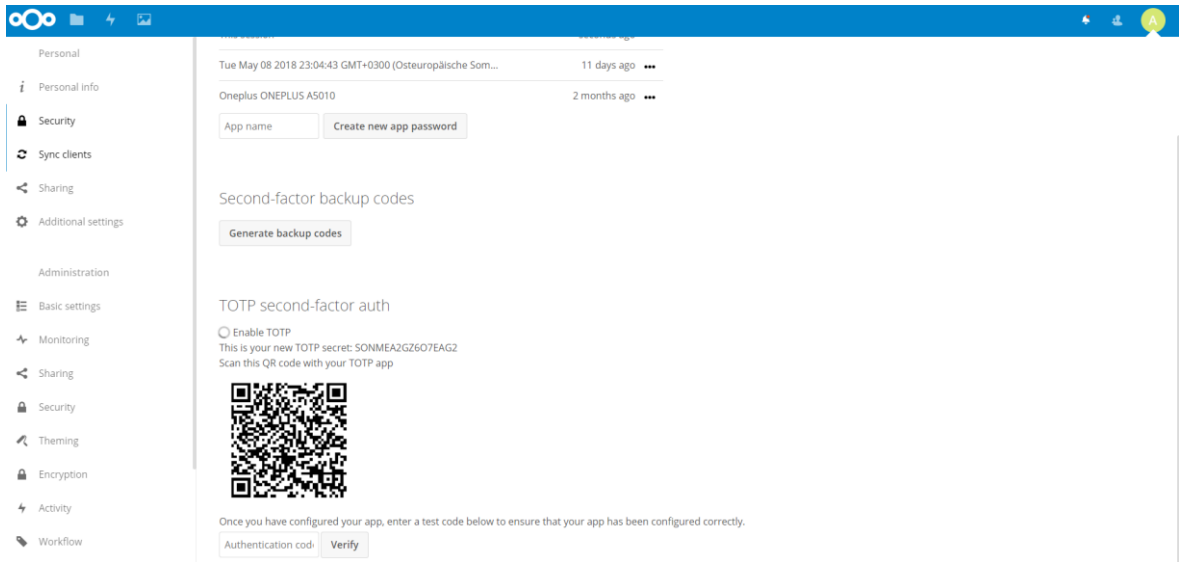 A
Personal
Personal info
Security
Sync clients
Sharing
Additional settings
Administration
Basic settings
Monitoring
Sharing
Security
Theming
Encryption
Activity
Workflow
Tue May 08 2018 23:04:43 GMT+0300 (Osteuropäische Som... 11 days ago
Oneplus ONEPLUS A5010 2 months ago
App name Create new app password
Second-factor backup codes
Generate backup codes
TOTP second-factor auth
Enable TOTP
This is your new TOTP secret: SONMEA2GZ6O7EAG2
Scan this QR code with your TOTP app
Once you have configured your app, enter a test code below to ensure that your app has been configured correctly.
Authentication cod Verify